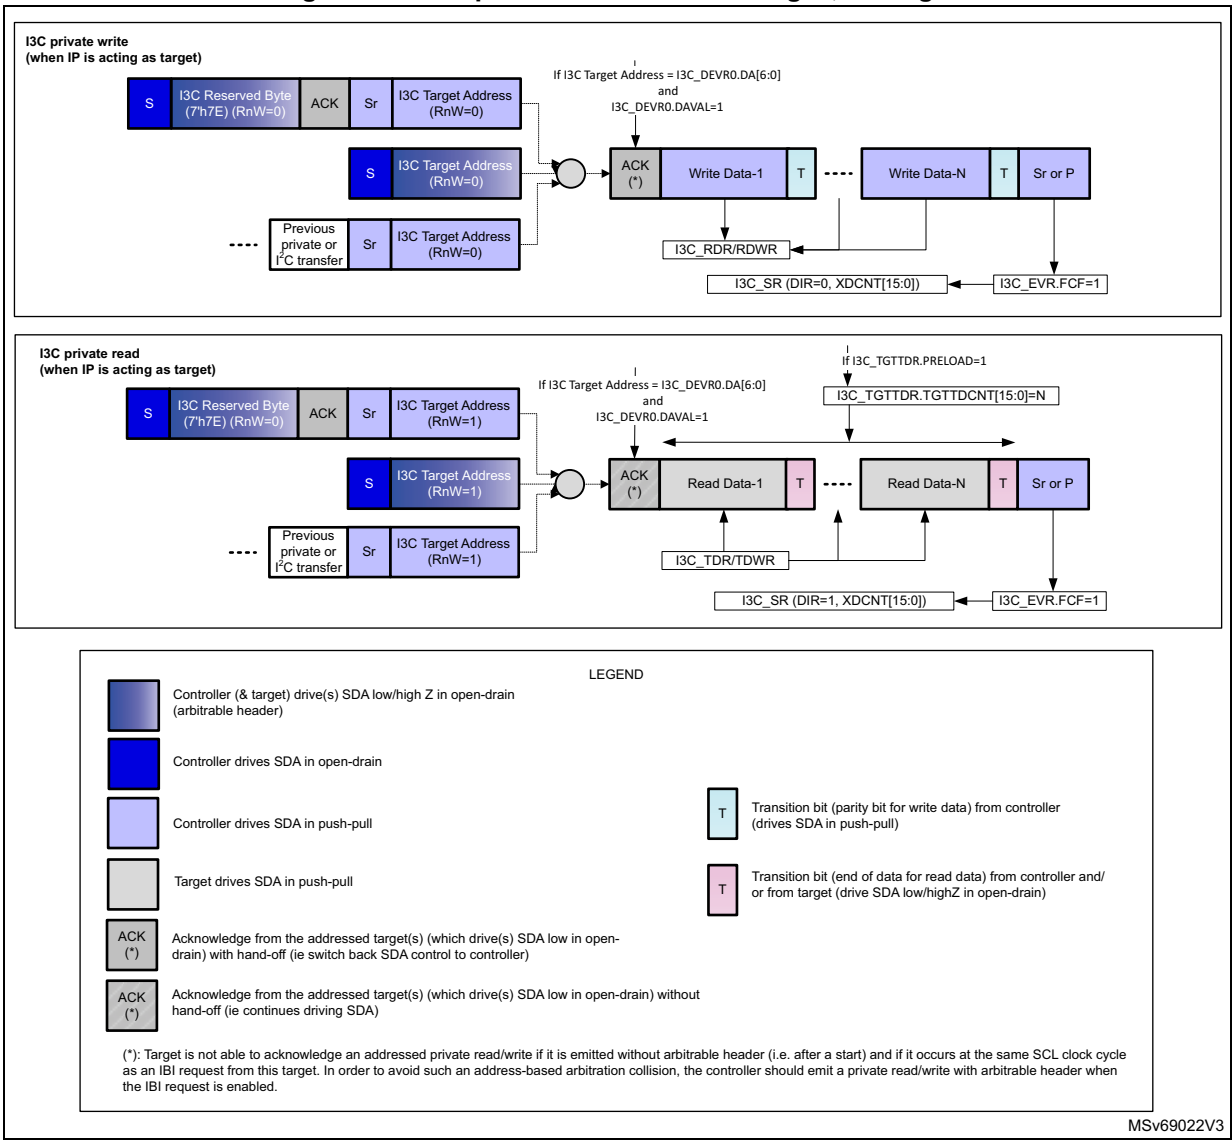 I3C private write
(when IP is acting as target)
If I3C Target Address = I3C_DEVR0.DA[6:0]
and
I3C_DEVR0.DAVAL=1
S
I3C Reserved Byte
(7'h7E) (RnW=0)
ACK
Sr
I3C Target Address
(RnW=0)
S
I3C Target Address
(RnW=0)
ACK
(*)
Write Data-1
T
Write Data-N
T
Sr or P
Previous
private or
I2C transfer
Sr
I3C Target Address
(RnW=0)
I3C_RDR/RDWR
I3C_SR (DIR=0, XDCNT[15:0])
I3C_EVR.FCF=1
I3C private read
(when IP is acting as target)
If I3C_TGTTDR.PRELOAD=1
If I3C Target Address = I3C_DEVR0.DA[6:0]
and
I3C_DEVR0.DAVAL=1
I3C_TGTTDR.TGTTDCNT[15:0]=N
S
I3C Reserved Byte
(7'h7E) (RnW=0)
ACK
Sr
I3C Target Address
(RnW=1)
S
I3C Target Address
(RnW=1)
ACK
(*)
Read Data-1
T
Read Data-N
T
Sr or P
Previous
private or
I2C transfer
Sr
I3C Target Address
(RnW=1)
I3C_TDR/TDWR
I3C_SR (DIR=1, XDCNT[15:0])
I3C_EVR.FCF=1
LEGEND
Controller (& target) drive(s) SDA low/high Z in open-drain
(arbitrable header)
Controller drives SDA in open-drain
Controller drives SDA in push-pull
Target drives SDA in push-pull
ACK
(*)
Acknowledge from the addressed target(s) (which drive(s) SDA low in open-
drain) with hand-off (ie switch back SDA control to controller)
ACK
(*)
Acknowledge from the addressed target(s) (which drive(s) SDA low in open-drain) without
hand-off (ie continues driving SDA)
T
Transition bit (parity bit for write data) from controller
(drives SDA in push-pull)
T
Transition bit (end of data for read data) from controller and/
or from target (drive SDA low/highZ in open-drain)
(*): Target is not able to acknowledge an addressed private read/write if it is emitted without arbitrable header (i.e. after a start) and if it occurs at the same SCL clock cycle
as an IBI request from this target. In order to avoid such an address-based arbitration collision, the controller should emit a private read/write with arbitrable header when
the IBI request is enabled.
MSv69022V3